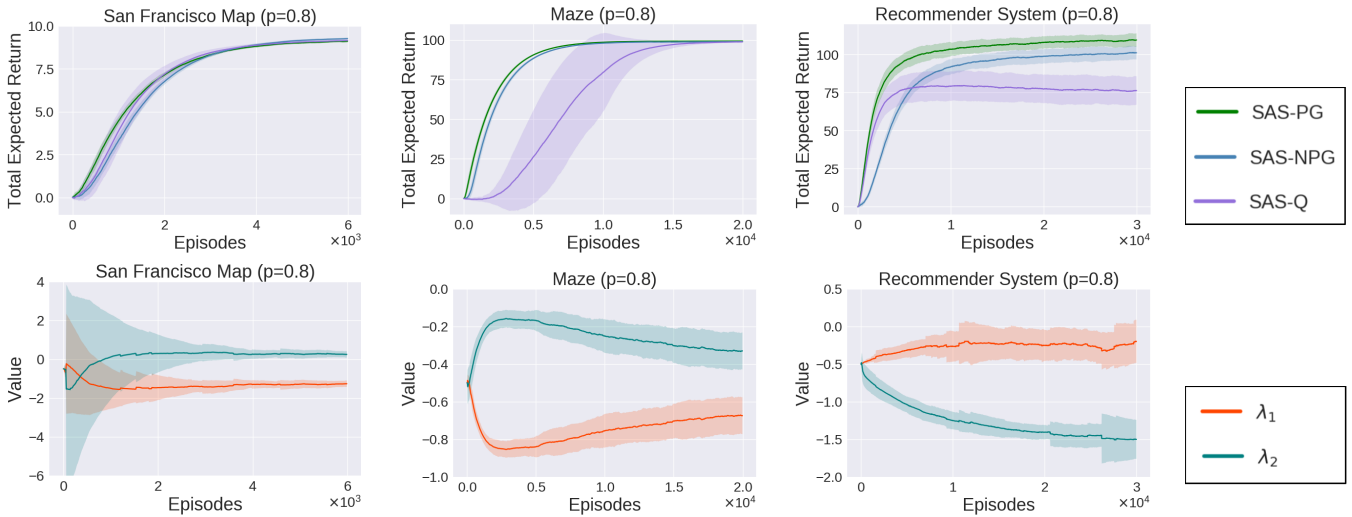 San Francisco Map (p=0.8)
Total Expected Return
10.0
7.5
5.0
2.5
0.0
0
2
4
6
×10³
Episodes
Maze (p=0.8)
Total Expected Return
100
75
50
25
0
0.0
0.5
1.0
1.5
2.0
×10⁴
Episodes
Recommender System (p=0.8)
Total Expected Return
100
75
50
25
0
0
1
2
3
×10⁴
Episodes
SAS-PG
SAS-NPG
SAS-Q
San Francisco Map (p=0.8)
Value
4
2
0
−2
−4
−6
0
2
4
6
×10³
Episodes
Maze (p=0.8)
Value
0.0
−0.2
−0.4
−0.6
−0.8
−1.0
0.0
0.5
1.0
1.5
2.0
×10⁴
Episodes
Recommender System (p=0.8)
Value
0.5
0.0
−0.5
−1.0
−1.5
−2.0
0
1
2
3
×10⁴
Episodes
λ₁
λ₂